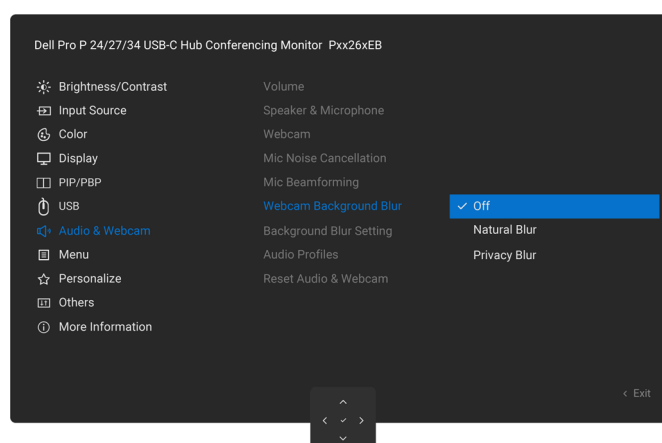 Dell Pro P 24/27/34 USB-C Hub Conferencing Monitor Pxx26xEB
Brightness/Contrast
Input Source
Color
Display
PIP/PBP
USB
Audio & Webcam
Menu
Personalize
Others
More Information
Volume
Speaker & Microphone
Webcam
Mic Noise Cancellation
Mic Beamforming
Webcam Background Blur
Background Blur Setting
Audio Profiles
Reset Audio & Webcam
Off
Natural Blur
Privacy Blur
Exit